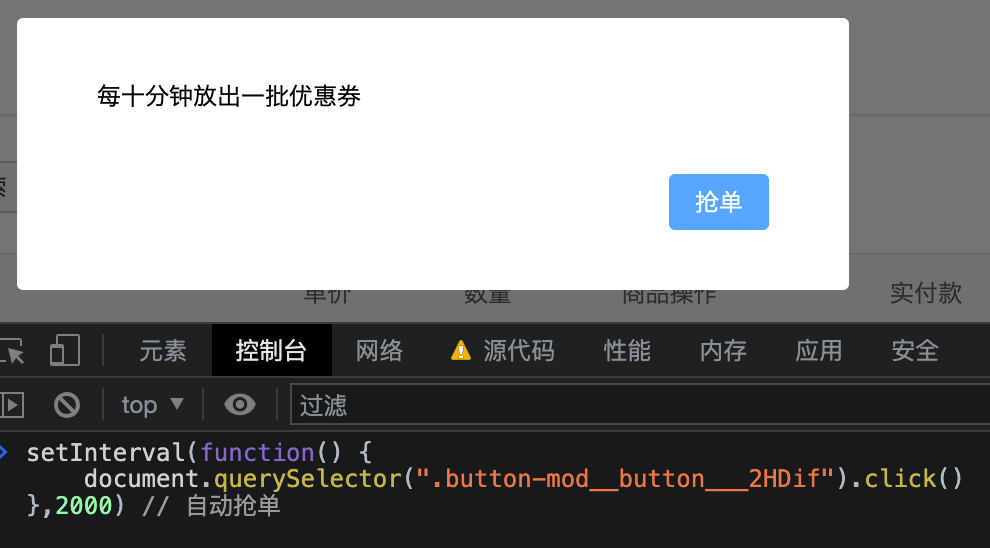 每十分钟放出一批优惠券
抢单
单价 数量 商品操作 实付款
元素 控制台 网络 源代码 性能 内存 应用 安全
top 过滤
setInterval(function() {
    document.querySelector(".button-mod__button___2HDif").click()
},2000) // 自动抢单